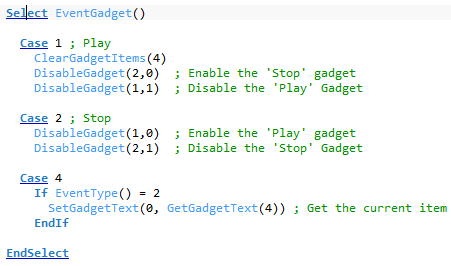 Select EventGadget()
Case 1 ; Play
ClearGadgetItems(4)
DisableGadget(2,0) ; Enable the 'Stop' gadget
DisableGadget(1,1) ; Disable the 'Play' Gadget
Case 2 ; Stop
DisableGadget(1,0) ; Enable the 'Play' gadget
DisableGadget(2,1) ; Disable the 'Stop' Gadget
Case 4
If EventType() = 2
SetGadgetText(0, GetGadgetText(4)) ; Get the current item
EndIf
EndSelect